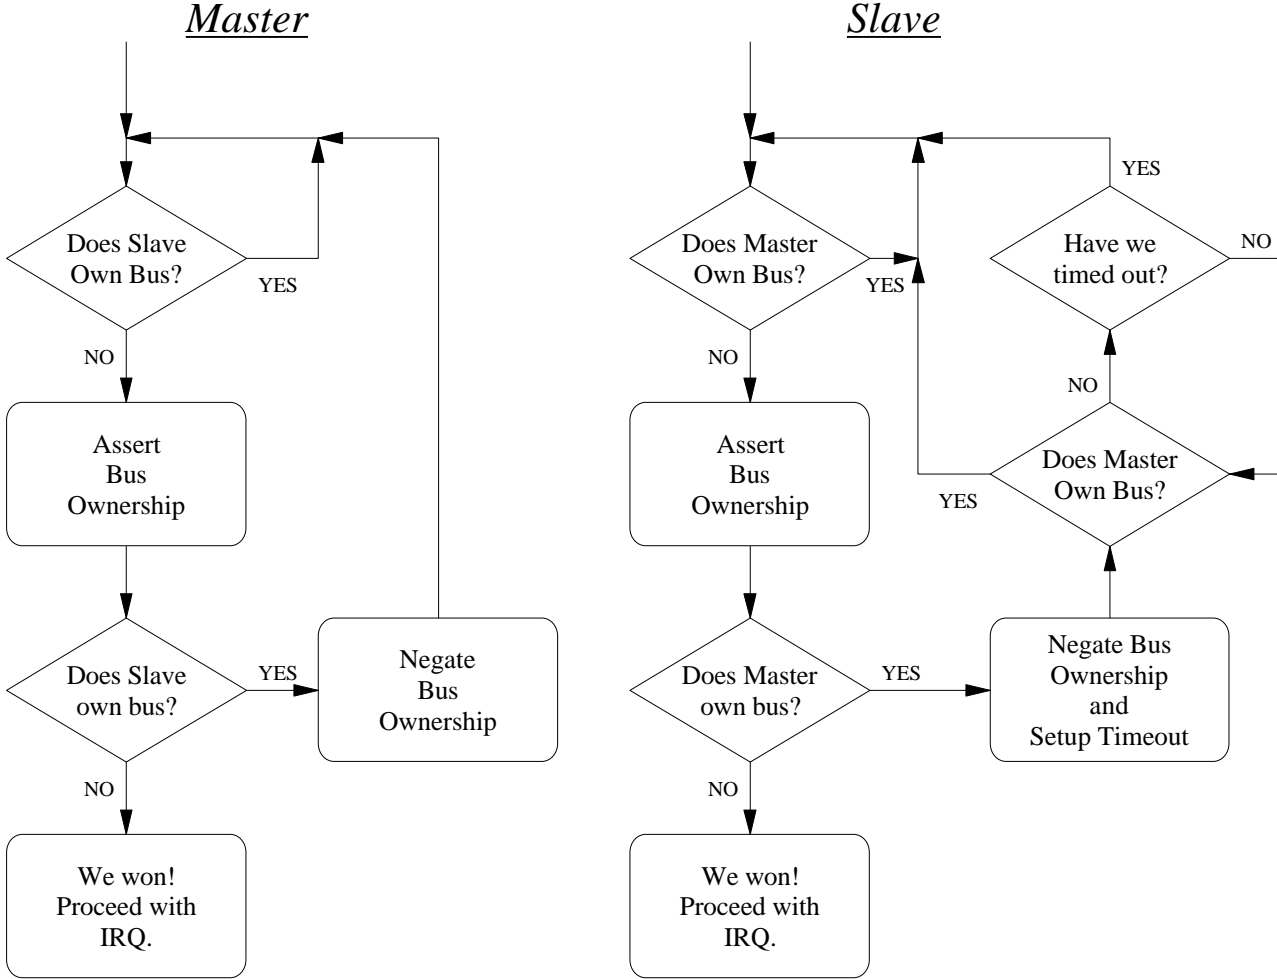 Master
Does Slave
Own Bus?
YES
NO
Assert
Bus
Ownership
Does Slave
own bus?
YES
Negate
Bus
Ownership
NO
We won!
Proceed with
IRQ.
Slave
Does Master
Own Bus?
YES
NO
Assert
Bus
Ownership
Does Master
own bus?
YES
NO
We won!
Proceed with
IRQ.
Negate Bus
Ownership
and
Setup Timeout
Does Master
Own Bus?
YES
NO
Have we
timed out?
YES
NO